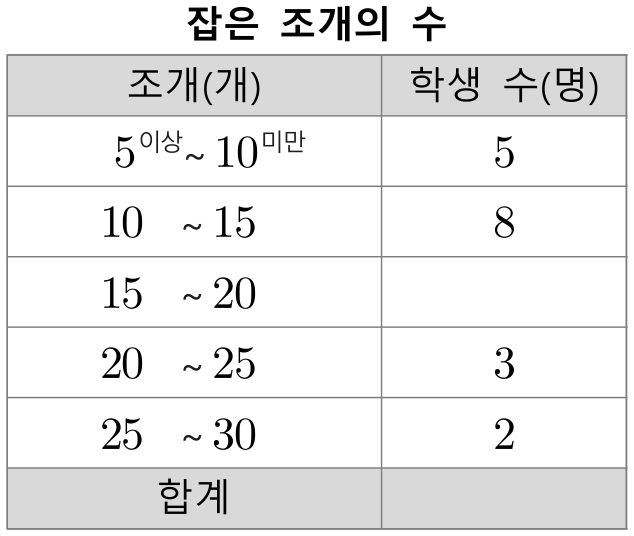 잡은 조개의 수
조개(개) 학생 수(명)
5이상~ 10미만 5
10 ~ 15 8
15 ~ 20
20 ~ 25 3
25 ~ 30 2
합계